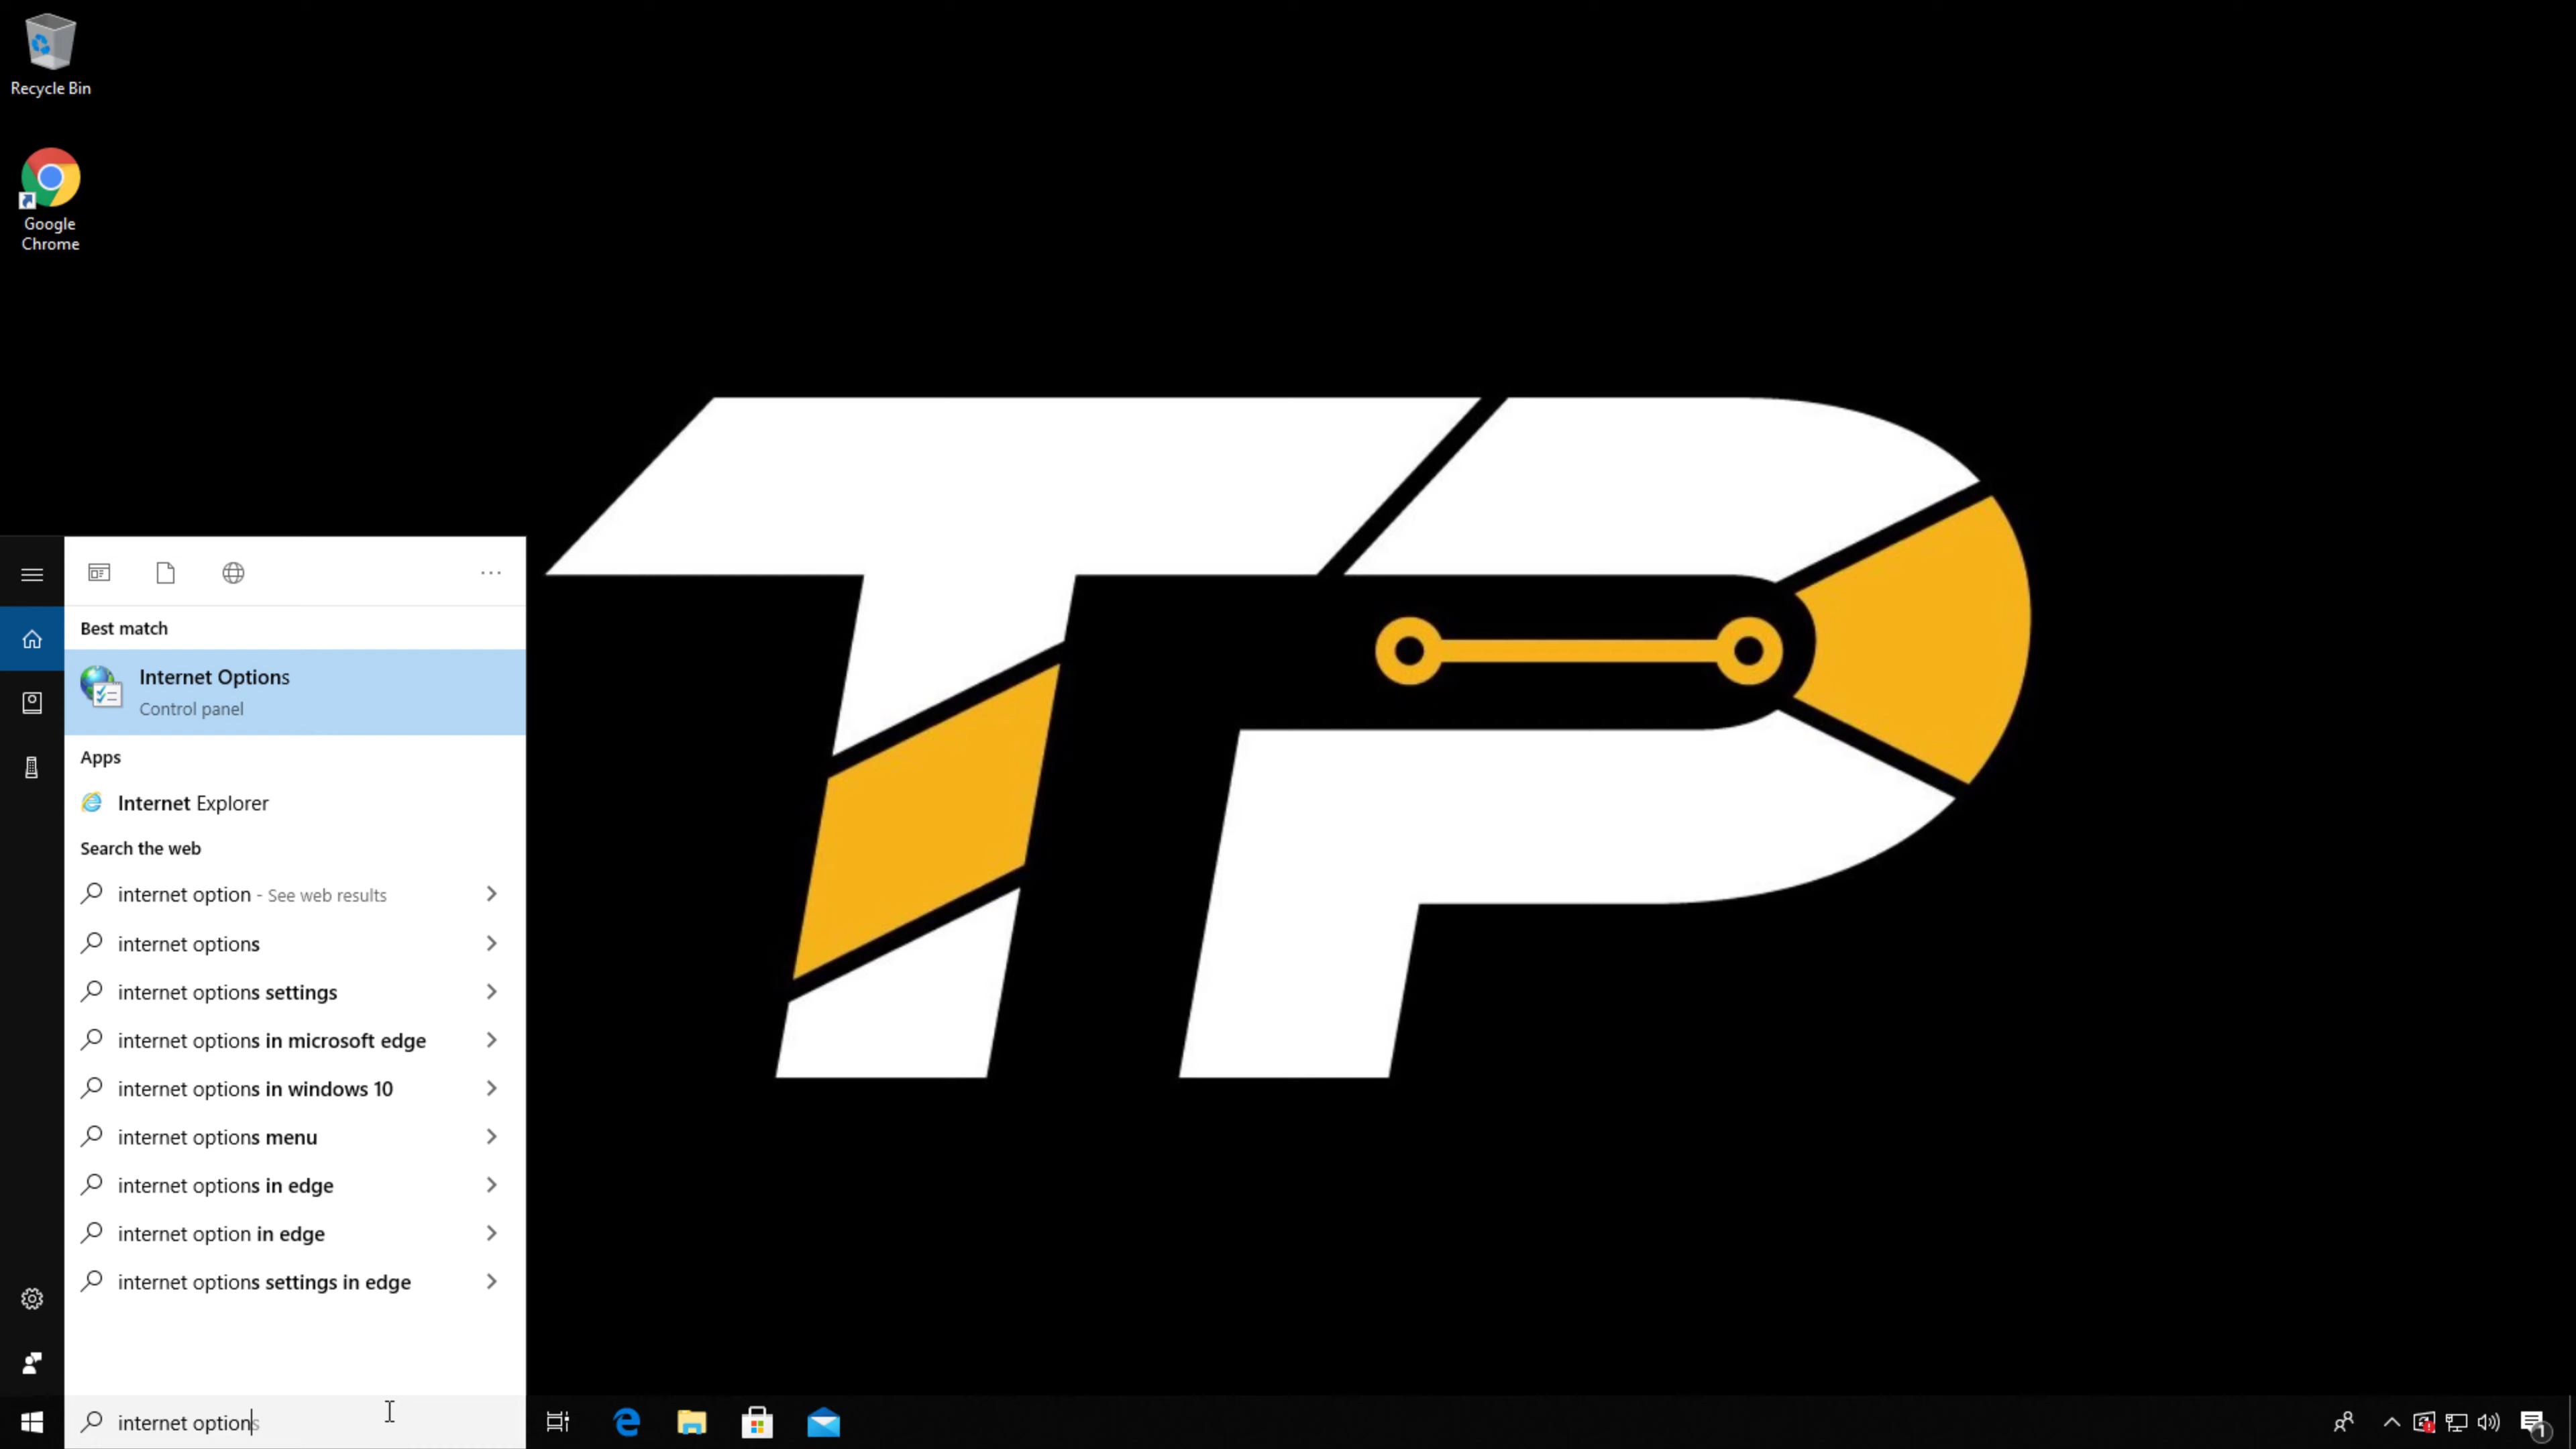 Recycle Bin
Google
Chrome
TP
Best match
Internet Options
Control panel
Apps
Internet Explorer
Search the web
internet option - See web results
internet options
internet options settings
internet options in microsoft edge
internet options in windows 10
internet options menu
internet options in edge
internet option in edge
internet options settings in edge
internet options
1